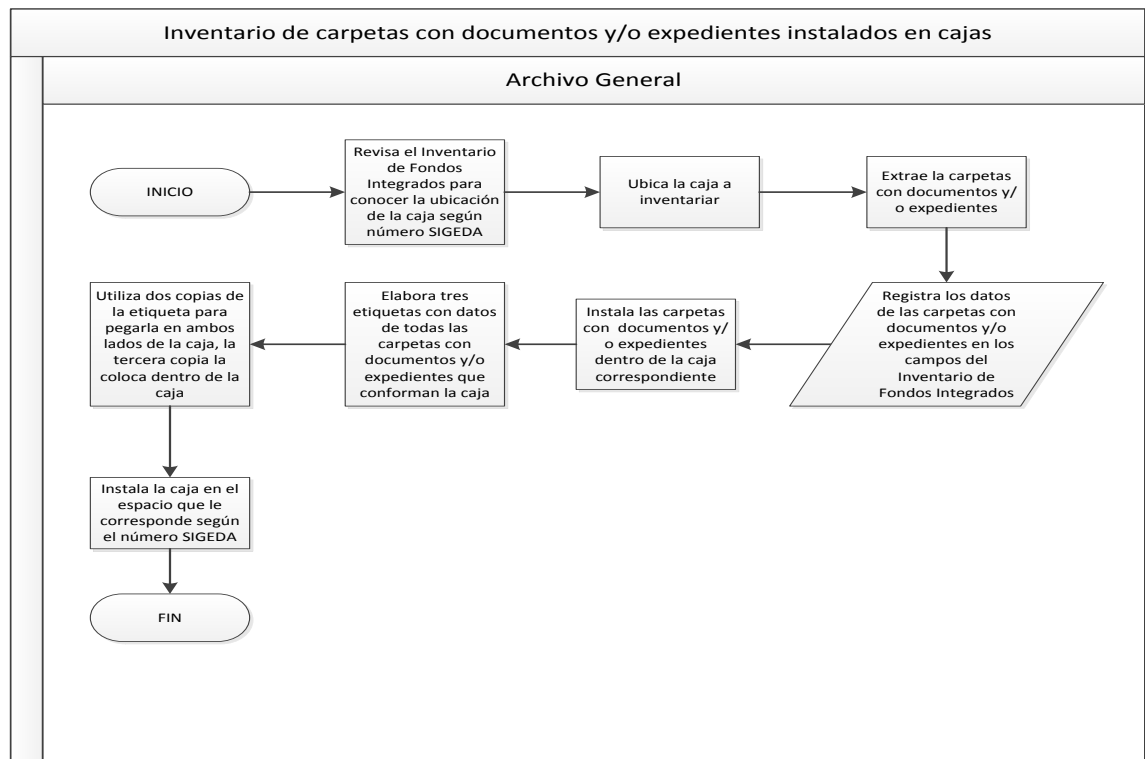 Inventario de carpetas con documentos y/o expedientes instalados en cajas
Archivo General
INICIO
Revisa el Inventario
de Fondos
Integrados para
conocer la ubicación
de la caja según
número SIGEDA
Ubica la caja a
inventariar
Extrae la carpetas
con documentos y/
o expedientes
Registra los datos
de las carpetas con
documentos y/o
expedientes en los
campos del
Inventario de
Fondos Integrados
Instala las carpetas
con documentos y/
o expedientes
dentro de la caja
correspondiente
Elabora tres
etiquetas con datos
de todas las
carpetas con
documentos y/o
expedientes que
conforman la caja
Utiliza dos copias de
la etiqueta para
pegarla en ambos
lados de la caja, la
tercera copia la
coloca dentro de la
caja
Instala la caja en el
espacio que le
corresponde según
el número SIGEDA
FIN